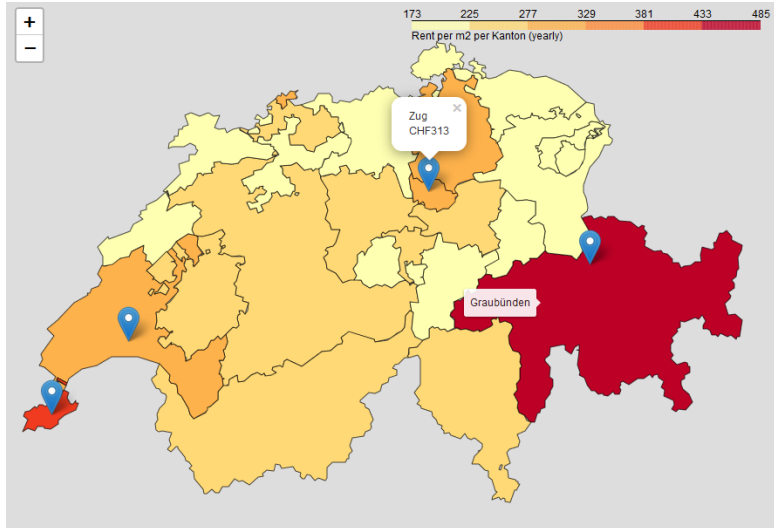 +
−
173 225 277 329 381 433 485
Rent per m2 per Kanton (yearly)
×
Zug
CHF313
Graubünden